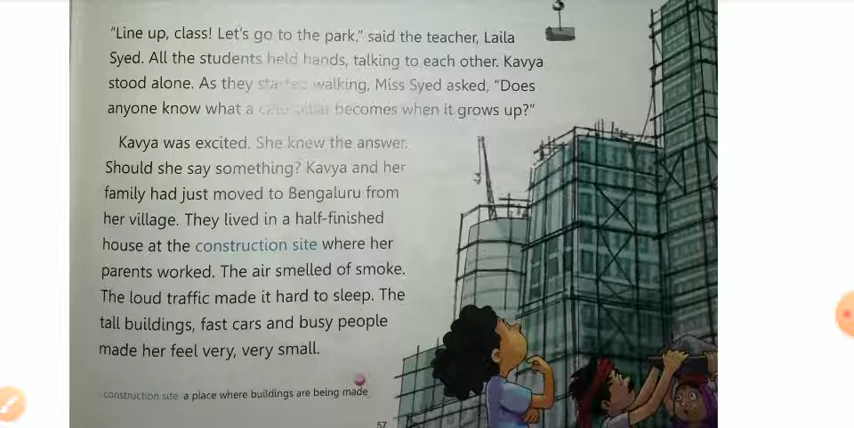 "Line up, class! Let's go to the park," said the teacher, Laila
Syed. All the students held hands, talking to each other. Kavya
stood alone. As they started walking, Miss Syed asked, "Does
anyone know what a caterpillar becomes when it grows up?"
Kavya was excited. She knew the answer.
Should she say something? Kavya and her
family had just moved to Bengaluru from
her village. They lived in a half-finished
house at the construction site where her
parents worked. The air smelled of smoke.
The loud traffic made it hard to sleep. The
tall buildings, fast cars and busy people
made her feel very, very small.
construction site a place where buildings are being made
57